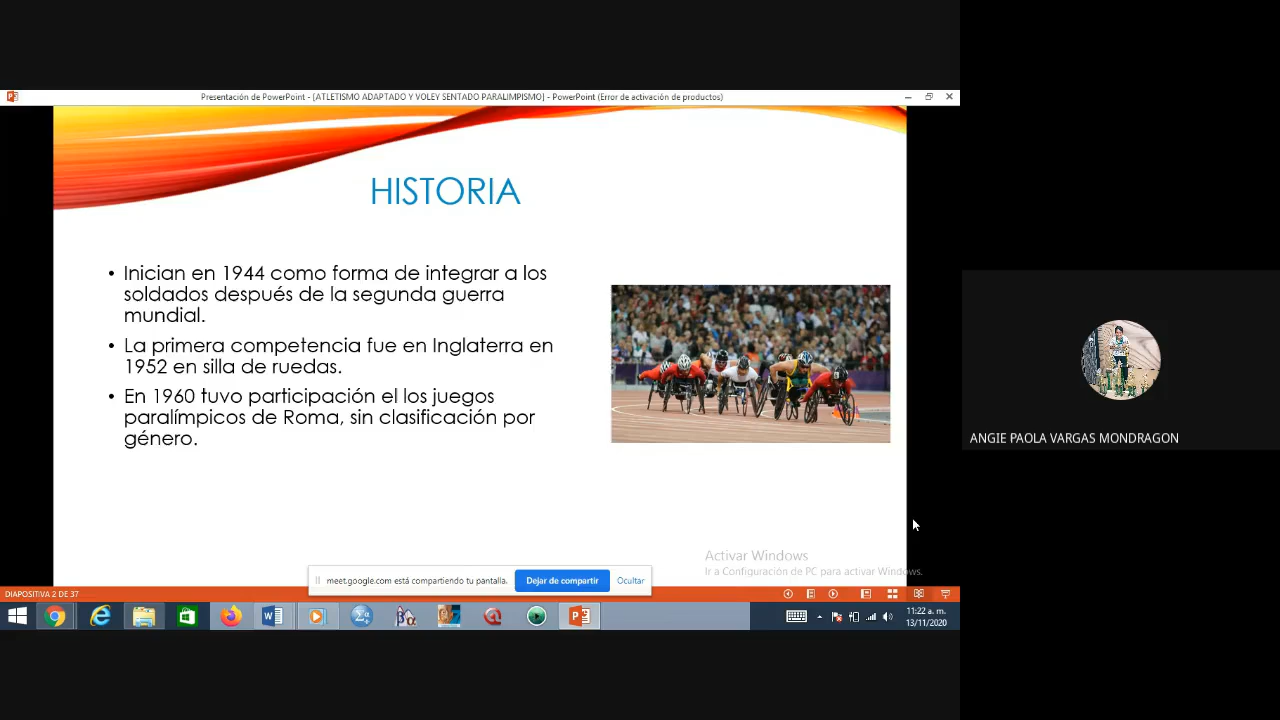 Presentación de PowerPoint - [ATLETISMO ADAPTADO Y VOLEY SENTADO PARALIMPISMO] - PowerPoint (Error de activación de productos)
HISTORIA
• Inician en 1944 como forma de integrar a los
soldados después de la segunda guerra
mundial.
• La primera competencia fue en Inglaterra en
1952 en silla de ruedas.
• En 1960 tuvo participación el los juegos
paralímpicos de Roma, sin clasificación por
género.
ANGIE PAOLA VARGAS MONDRAGON
Activar Windows
Ir a Configuración de PC para activar Windows.
meet.google.com está compartiendo tu pantalla.
Dejar de compartir
Ocultar
DIAPOSITIVA 2 DE 37
11:22 a. m.
13/11/2020